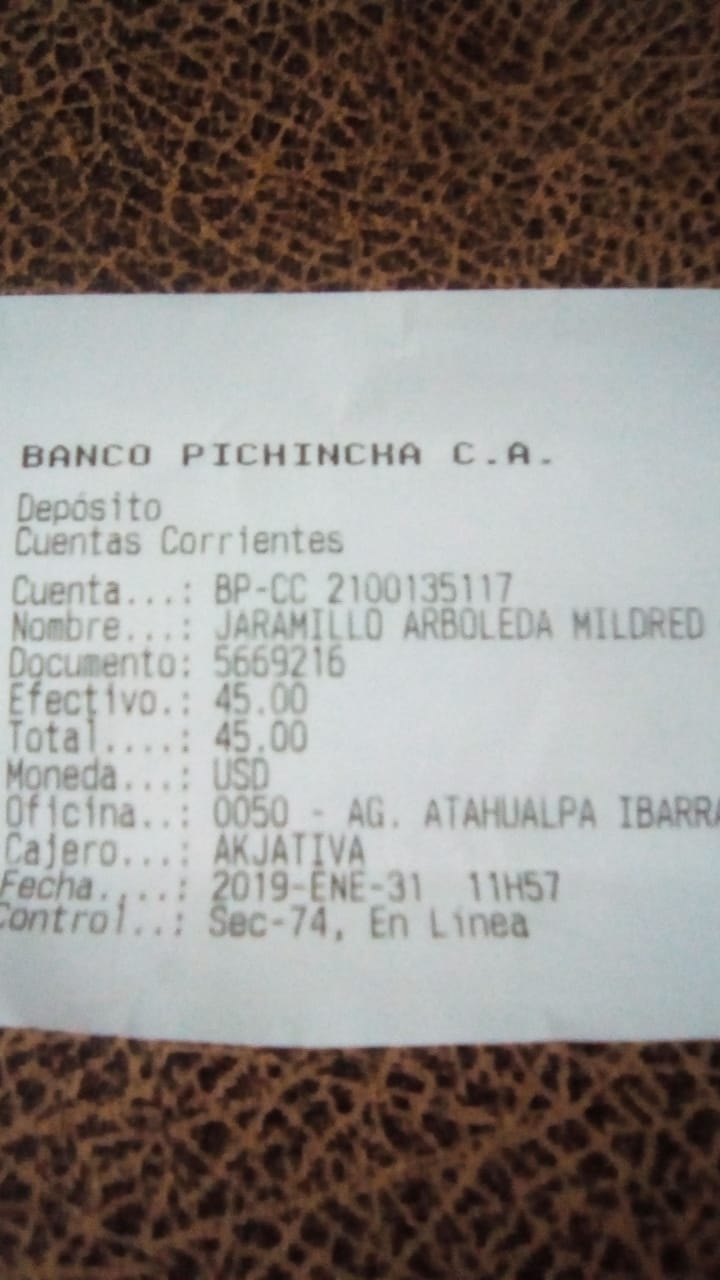 BANCO PICHINCHA C.A.
Depósito
Cuentas Corrientes
Cuenta...: BP-CC 2100135117
Nombre...: JARAMILLO ARBOLEDA MILDRED
Documento: 5669216
Efectivo.: 45.00
Total....: 45.00
Moneda...: USD
Oficina..: 0050 - AG. ATAHUALPA IBARRA
Cajero...: AKJATIVA
Fecha....: 2019-ENE-31 11H57
Control..: Sec-74, En Línea